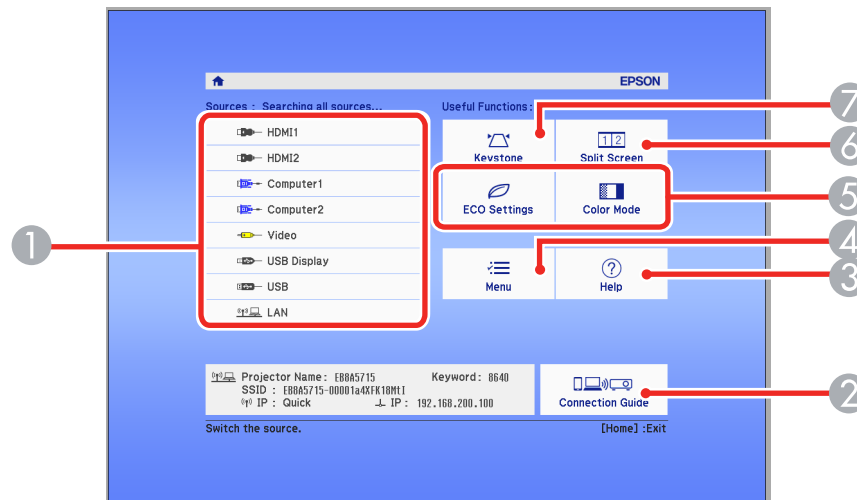 EPSON
Sources : Searching all sources...
Useful Functions:
HDMI1
HDMI2
Computer1
Computer2
Video
USB Display
USB
LAN
Keystone
1 2
Split Screen
ECO Settings
Color Mode
Menu
?
Help
Projector Name: EB8A5715 Keyword: 8640
SSID : EB8A5715-00001a4XFK18MtI
IP : Quick IP : 192.168.200.100
Connection Guide
Switch the source.
[Home] :Exit
1
7
6
5
4
3
2